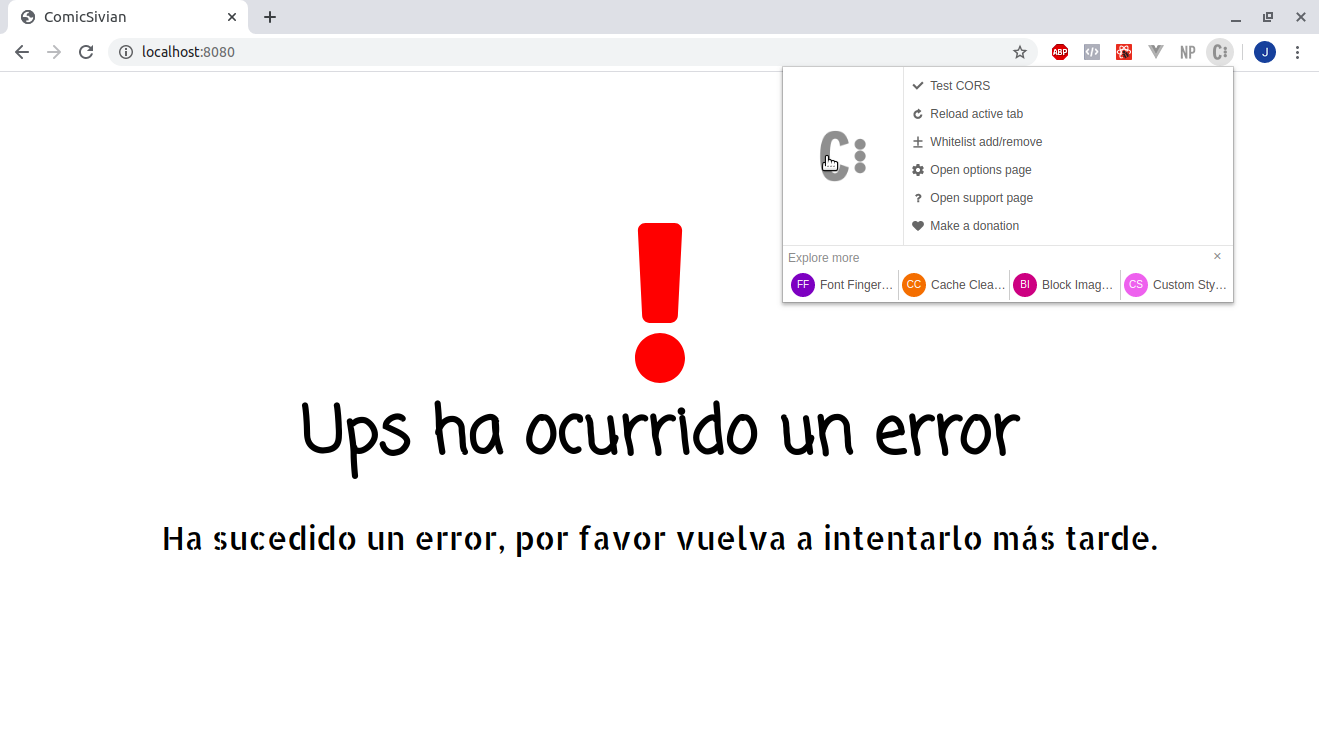 ComicSivian
localhost:8080
ABP
NP
C
J
C
Test CORS
Reload active tab
Whitelist add/remove
Open options page
Open support page
Make a donation
Explore more
FF Font Finger…
CC Cache Clea…
BI Block Imag…
CS Custom Sty…
!
Ups ha ocurrido un error
Ha sucedido un error, por favor vuelva a intentarlo más tarde.